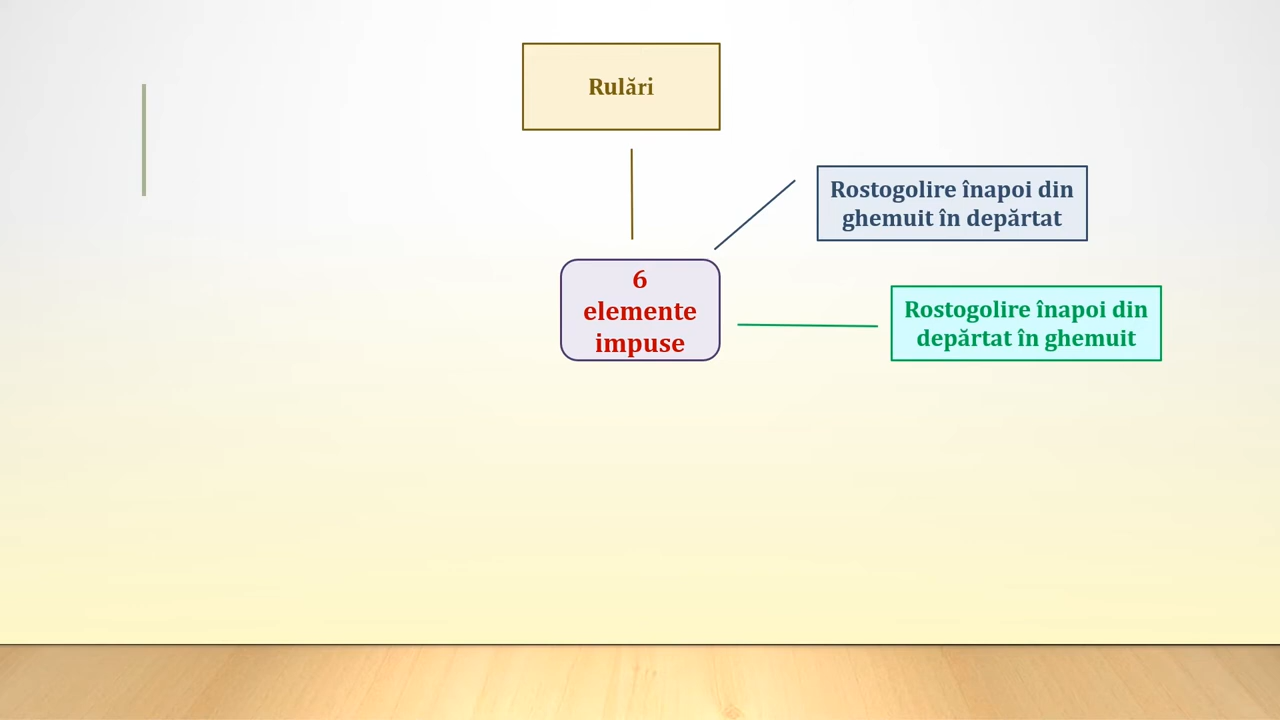 Rulări
Rostogolire înapoi din
ghemuit în depărtat
6
elemente
impuse
Rostogolire înapoi din
depărtat în ghemuit